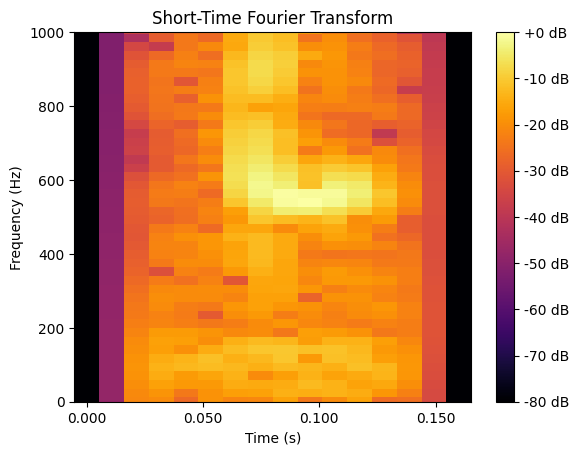 Short-Time Fourier Transform
1000
800
600
400
200
0
Frequency (Hz)
0.000
0.050
0.100
0.150
Time (s)
+0 dB
-10 dB
-20 dB
-30 dB
-40 dB
-50 dB
-60 dB
-70 dB
-80 dB